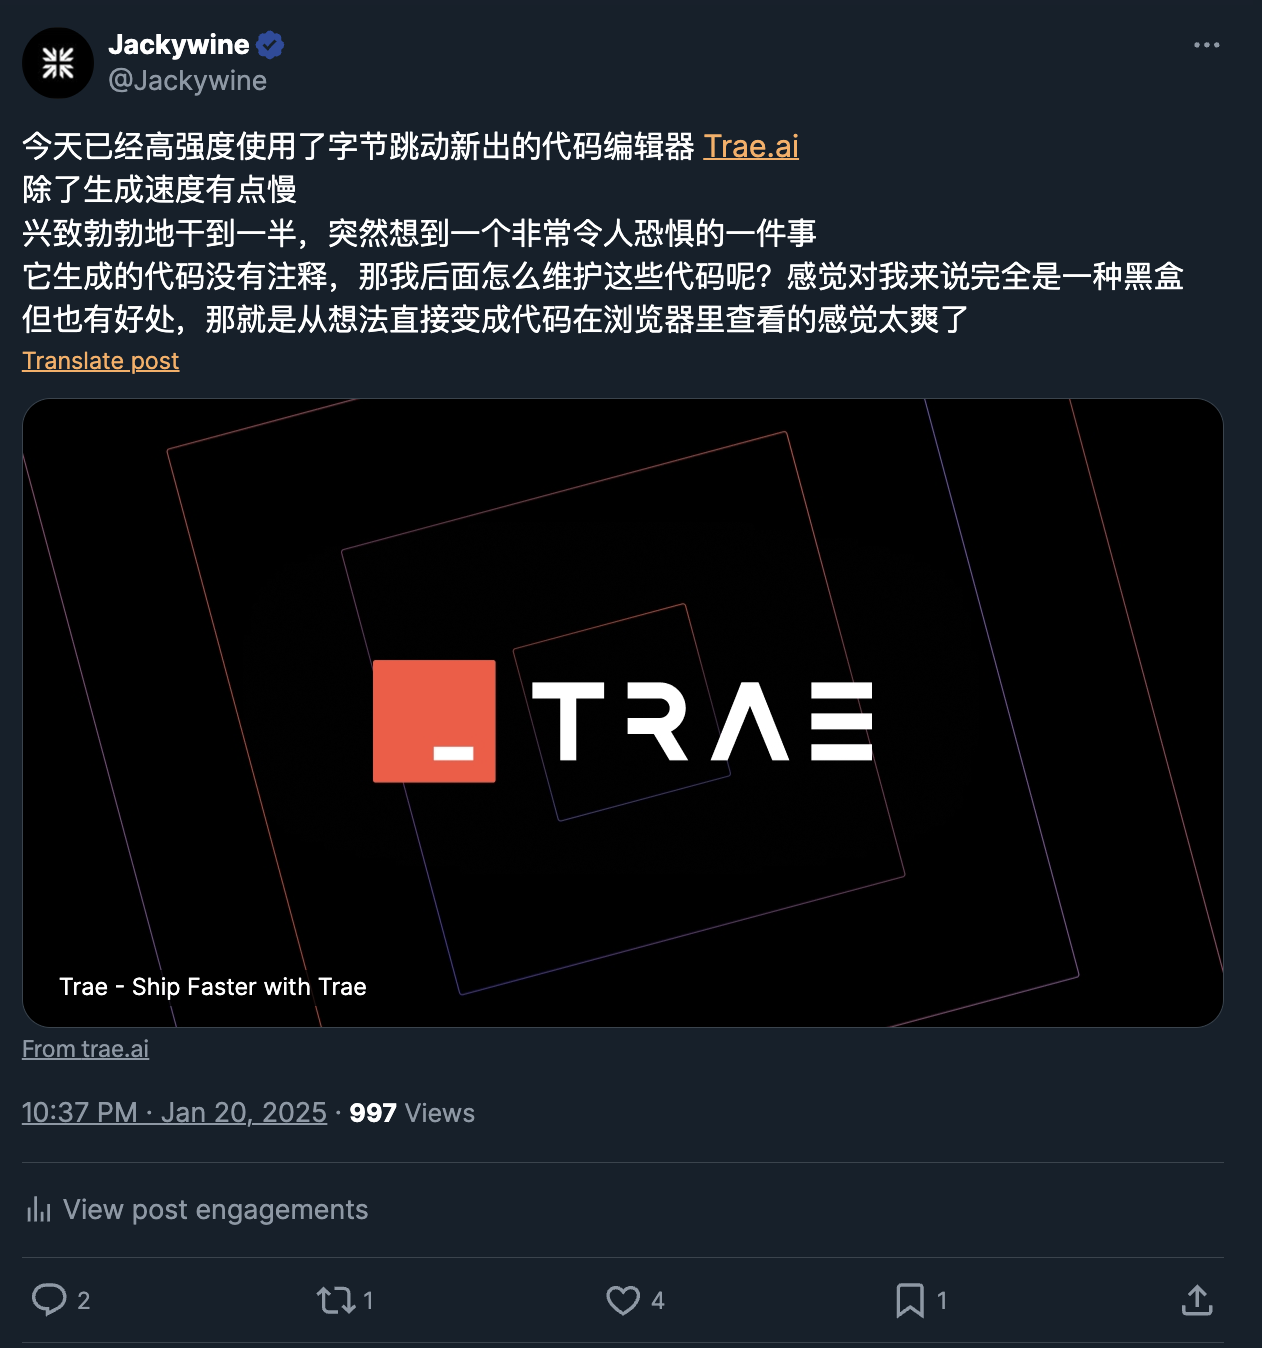 Jackywine
@Jackywine
今天已经高强度使用了字节跳动新出的代码编辑器 Trae.ai
除了生成速度有点慢
兴致勃勃地干到一半，突然想到一个非常令人恐惧的一件事
它生成的代码没有注释，那我后面怎么维护这些代码呢？感觉对我来说完全是一种黑盒
但也有好处，那就是从想法直接变成代码在浏览器里查看的感觉太爽了
Translate post
TRAE
Trae - Ship Faster with Trae
From trae.ai
10:37 PM · Jan 20, 2025 · 997 Views
View post engagements
2 1 4 1